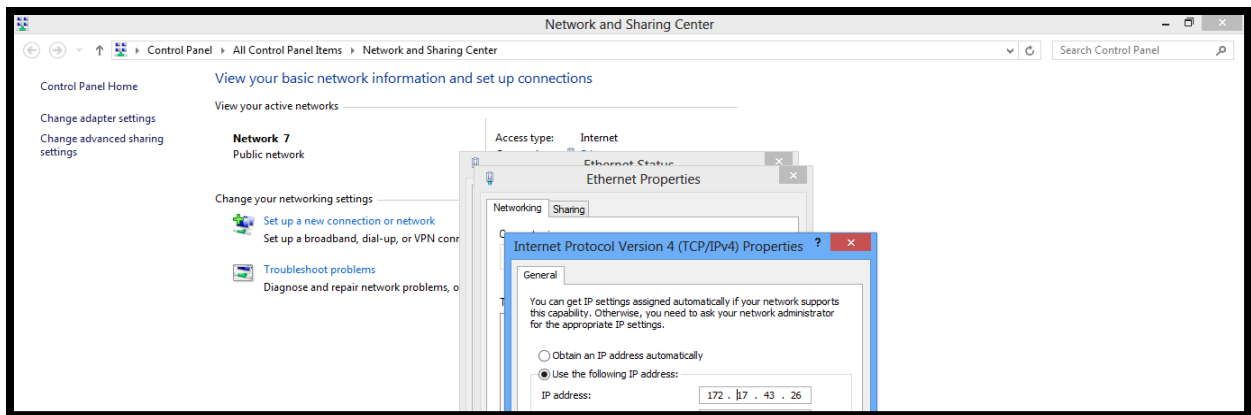 Network and Sharing Center
Control Panel ▸ All Control Panel Items ▸ Network and Sharing Center
Search Control Panel
Control Panel Home
Change adapter settings
Change advanced sharing
settings
View your basic network information and set up connections
View your active networks
Network 7
Public network
Access type: Internet
Change your networking settings
Set up a new connection or network
Set up a broadband, dial-up, or VPN conn
Troubleshoot problems
Diagnose and repair network problems, o
Ethernet Status
Ethernet Properties
Networking Sharing
Internet Protocol Version 4 (TCP/IPv4) Properties ?
General
You can get IP settings assigned automatically if your network supports
this capability. Otherwise, you need to ask your network administrator
for the appropriate IP settings.
Obtain an IP address automatically
Use the following IP address:
IP address: 172 . 17 . 43 . 26